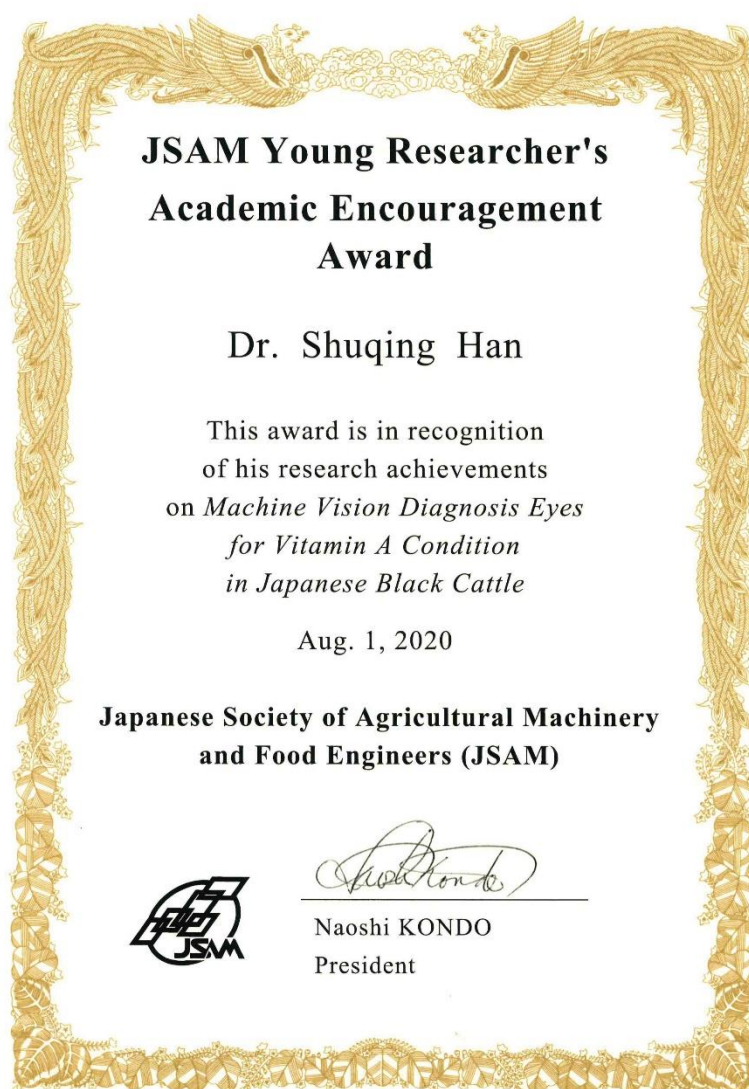 JSAM Young Researcher's
Academic Encouragement
Award
Dr. Shuqing Han
This award is in recognition
of his research achievements
on Machine Vision Diagnosis Eyes
for Vitamin A Condition
in Japanese Black Cattle
Aug. 1, 2020
Japanese Society of Agricultural Machinery
and Food Engineers (JSAM)
Naoshi Kondo
JSAM
Naoshi KONDO
President